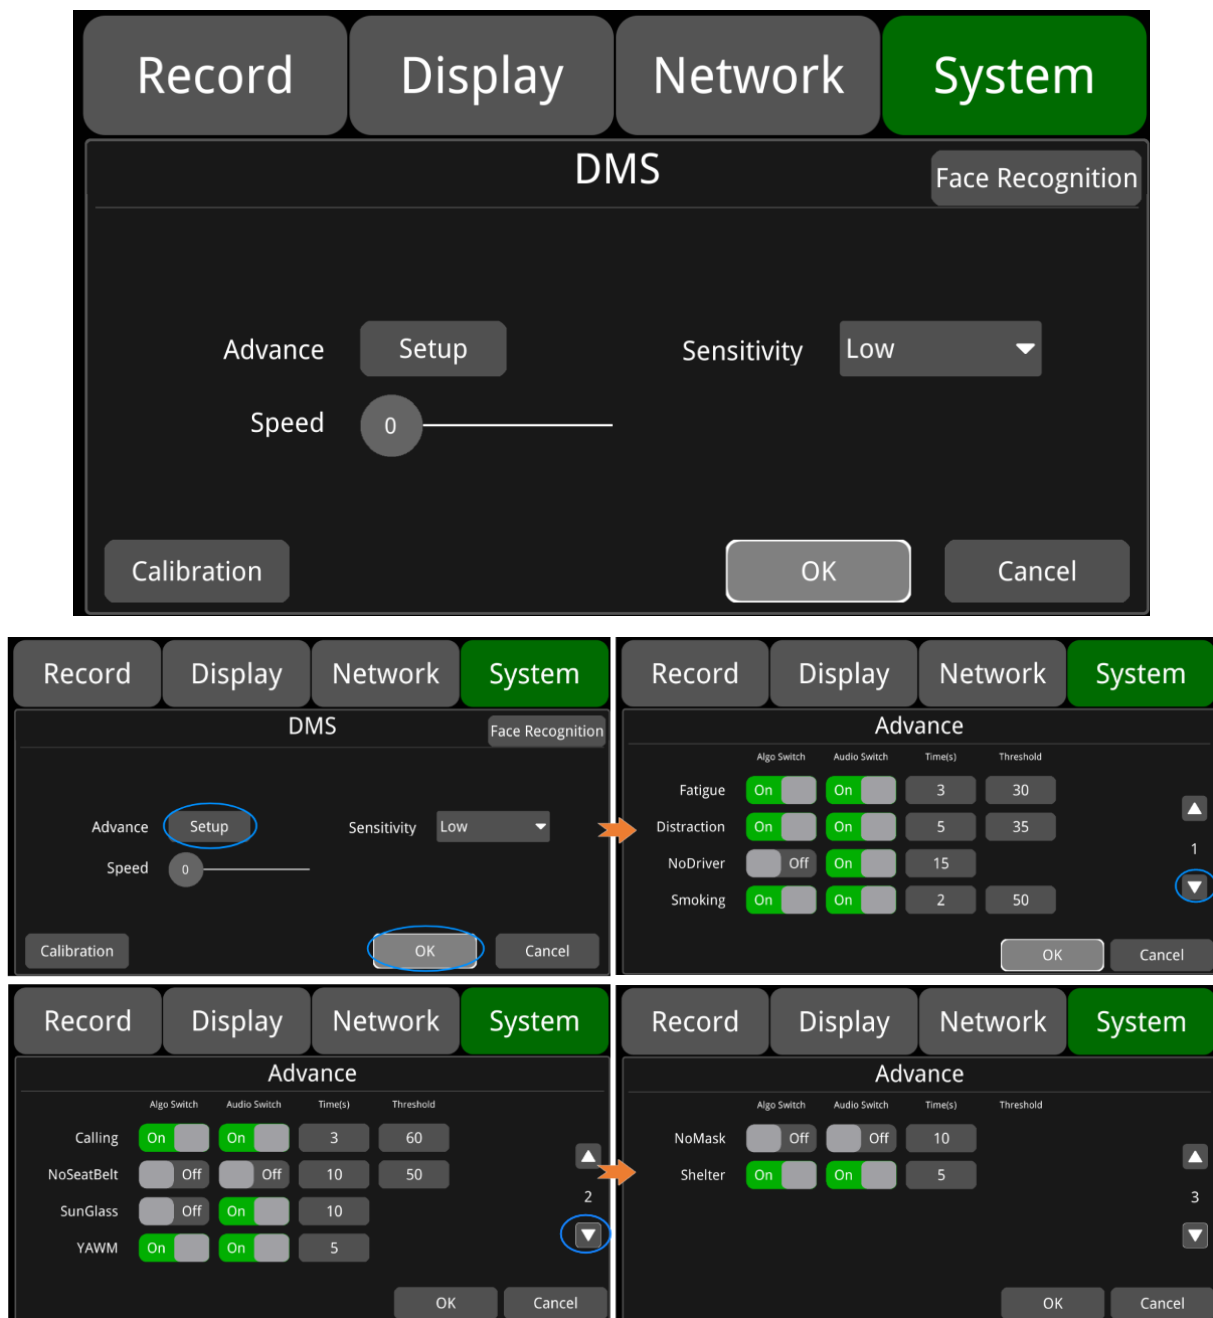 Record Display Network System
DMS
Face Recognition
Advance Setup Sensitivity Low
Speed 0
Calibration OK Cancel
Record Display Network System
DMS
Face Recognition
Advance Setup Sensitivity Low
Speed 0
Calibration OK Cancel
Record Display Network System
Advance
Algo Switch Audio Switch Time(s) Threshold
Fatigue On On 3 30
Distraction On On 5 35
1
NoDriver Off On 15
Smoking On On 2 50
OK Cancel
Record Display Network System
Advance
Algo Switch Audio Switch Time(s) Threshold
Calling On On 3 60
NoSeatBelt Off Off 10 50
2
SunGlass Off On 10
YAWM On On 5
OK Cancel
Record Display Network System
Advance
Algo Switch Audio Switch Time(s) Threshold
NoMask Off Off 10
Shelter On On 5
3
OK Cancel